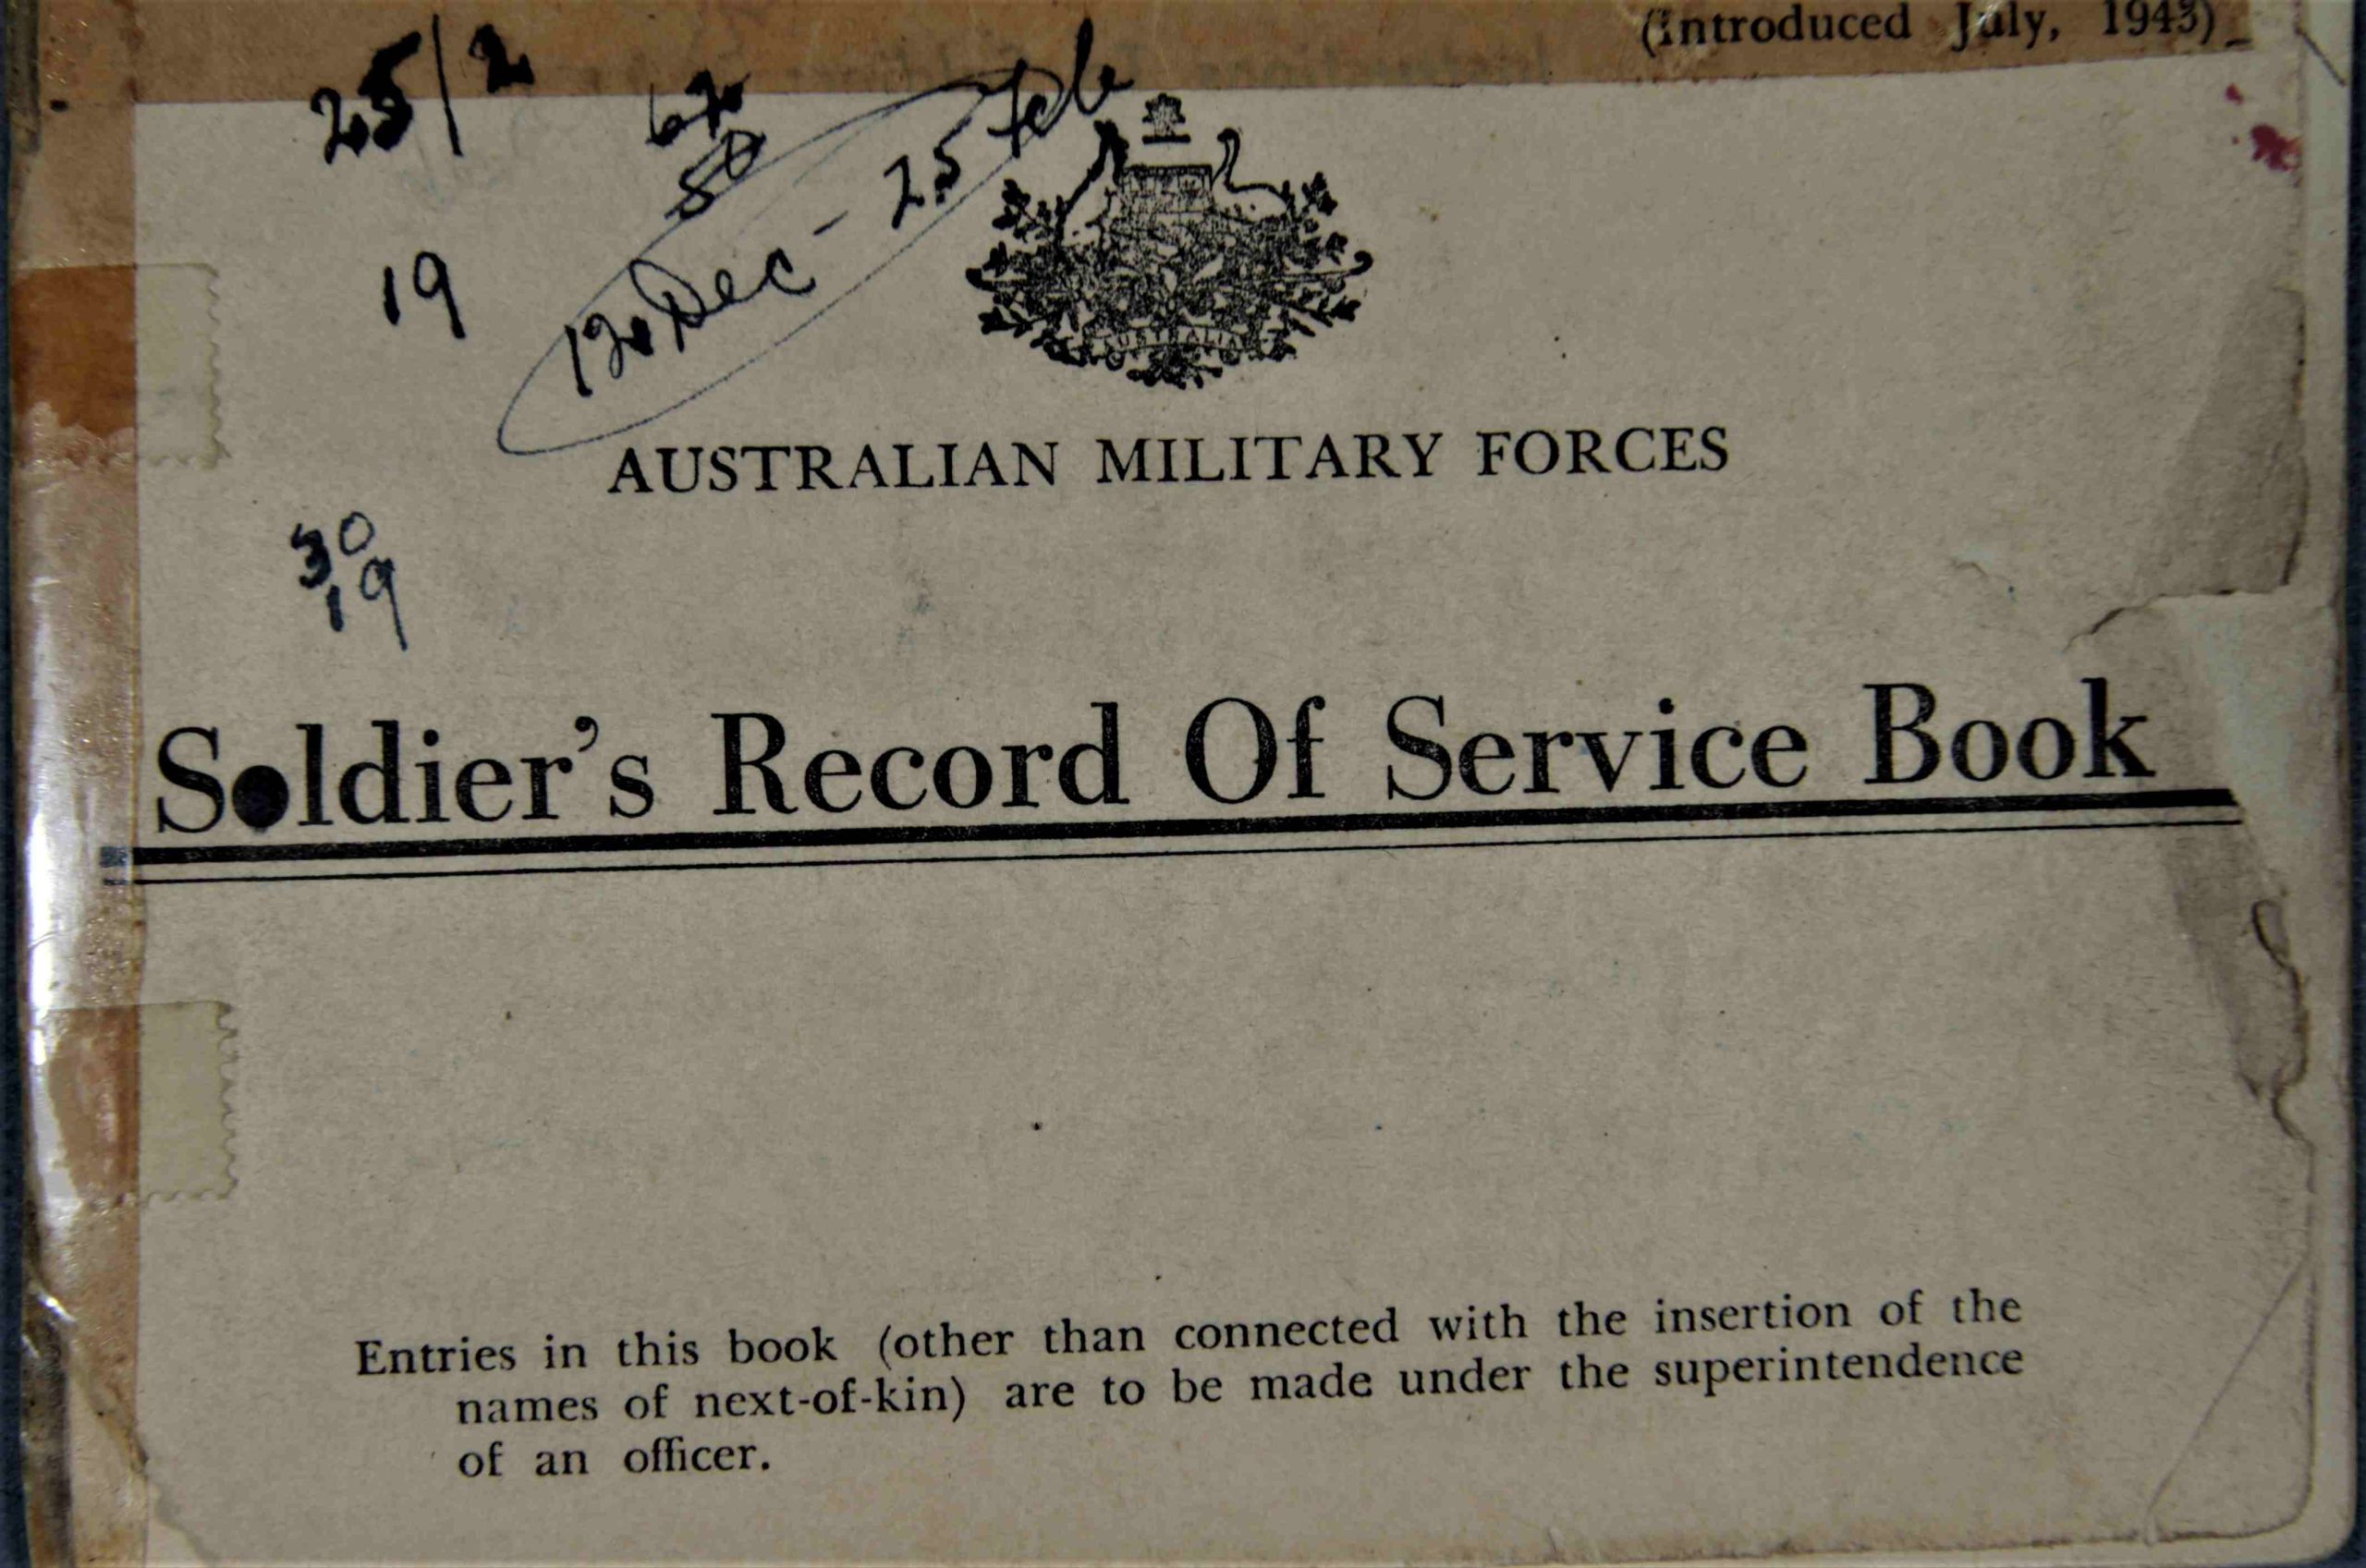 (Introduced July, 1943)
25/2
19
Dec - 25 Feb
AUSTRALIA
AUSTRALIAN MILITARY FORCES
30
19
Soldier's Record Of Service Book
Entries in this book (other than connected with the insertion of the
names of next-of-kin) are to be made under the superintendence
of an officer.